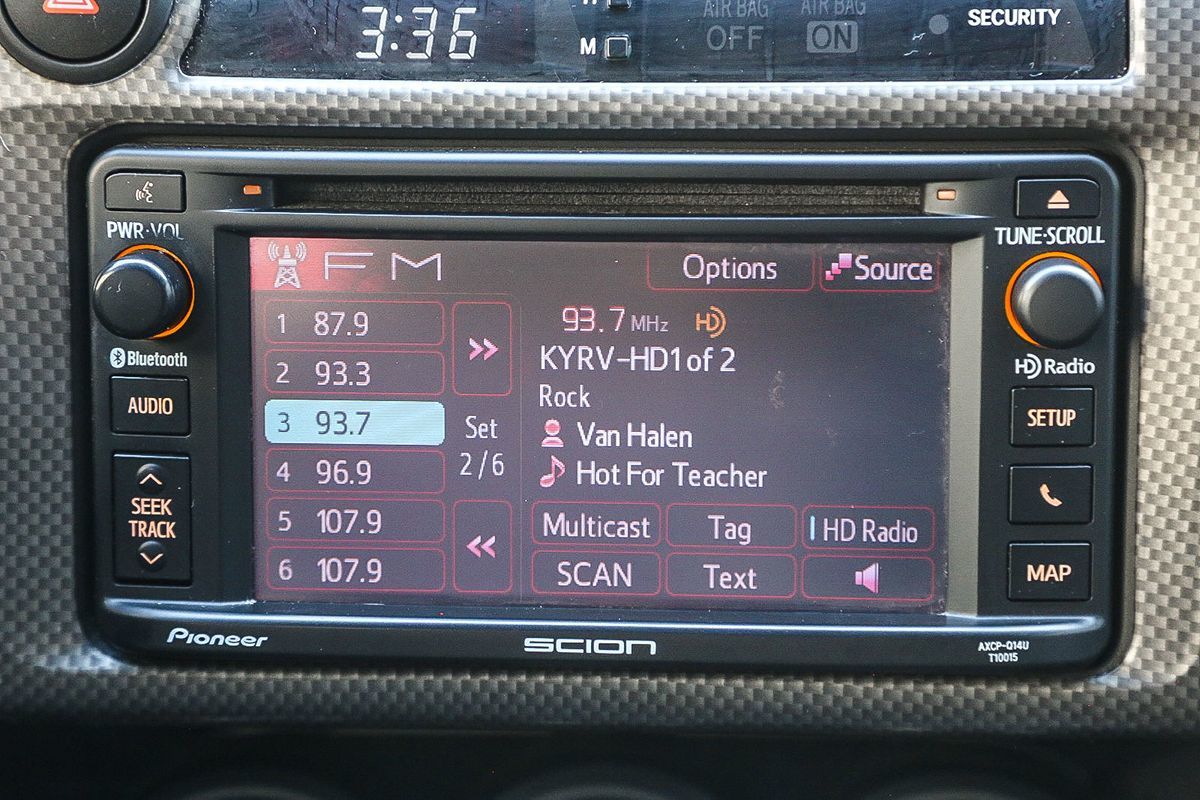 3:36
H
M
AIR BAG
OFF
AIR BAG
ON
SECURITY
PWR·VOL
TUNE·SCROLL
FM
Options
Source
1 87.9
2 93.3
3 93.7
4 96.9
5 107.9
6 107.9
Set
2/6
93.7 MHz HD
KYRV-HD1 of 2
Rock
Van Halen
Hot For Teacher
Multicast
Tag
HD Radio
SCAN
Text
Bluetooth
AUDIO
SEEK
TRACK
HD Radio
SETUP
MAP
Pioneer
SCION
AXCP-Q14U
T10015